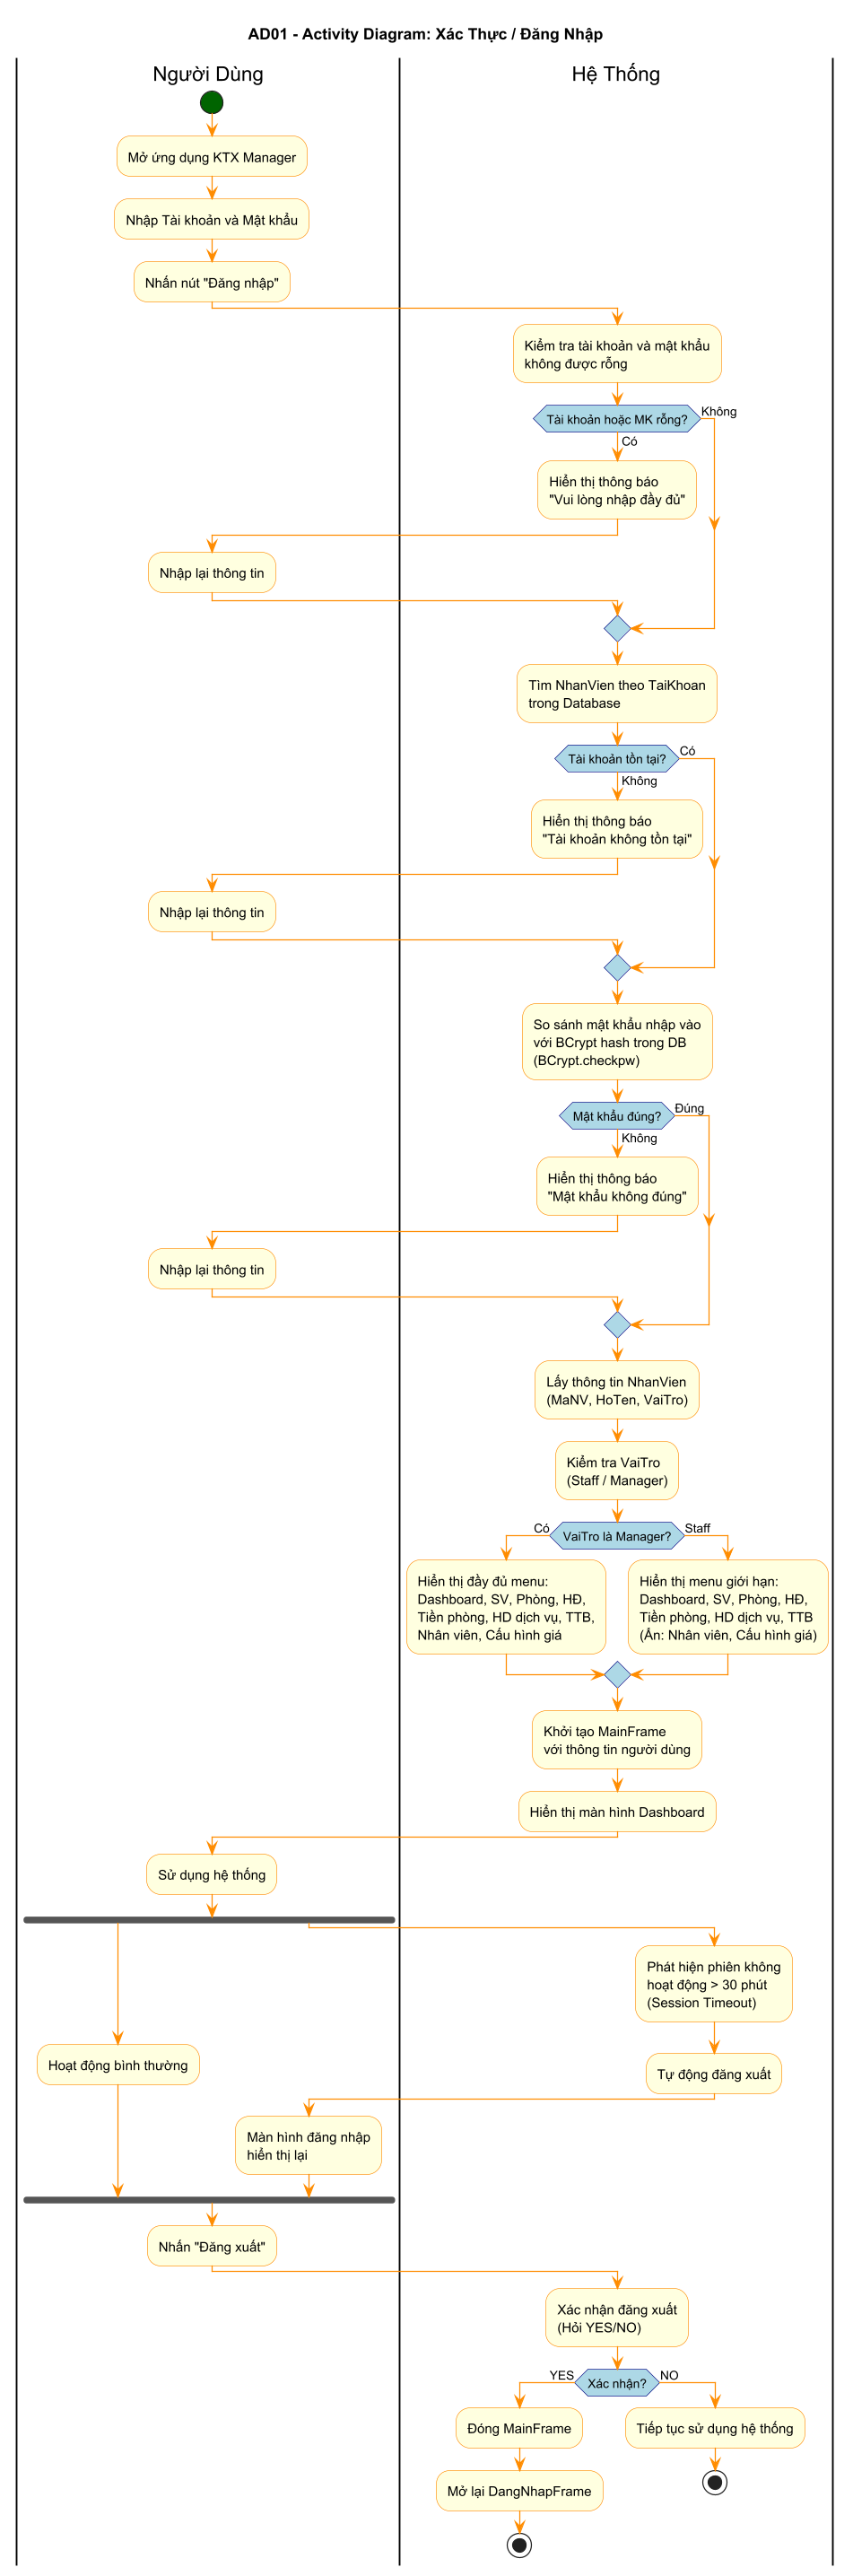 AD01 - Activity Diagram: Xác Thực / Đăng Nhập
Người Dùng
Hệ Thống
Mở ứng dụng KTX Manager
Nhập Tài khoản và Mật khẩu
Nhấn nút "Đăng nhập"
Kiểm tra tài khoản và mật khẩu
không được rỗng
Tài khoản hoặc MK rỗng?
Không
Có
Hiển thị thông báo
"Vui lòng nhập đầy đủ"
Nhập lại thông tin
Tìm NhanVien theo TaiKhoan
trong Database
Tài khoản tồn tại?
Có
Không
Hiển thị thông báo
"Tài khoản không tồn tại"
Nhập lại thông tin
So sánh mật khẩu nhập vào
với BCrypt hash trong DB
(BCrypt.checkpw)
Mật khẩu đúng?
Đúng
Không
Hiển thị thông báo
"Mật khẩu không đúng"
Nhập lại thông tin
Lấy thông tin NhanVien
(MaNV, HoTen, VaiTro)
Kiểm tra VaiTro
(Staff / Manager)
Có
VaiTro là Manager?
Staff
Hiển thị đầy đủ menu:
Dashboard, SV, Phòng, HĐ,
Tiền phòng, HD dịch vụ, TTB,
Nhân viên, Cấu hình giá
Hiển thị menu giới hạn:
Dashboard, SV, Phòng, HĐ,
Tiền phòng, HD dịch vụ, TTB
(Ẩn: Nhân viên, Cấu hình giá)
Khởi tạo MainFrame
với thông tin người dùng
Hiển thị màn hình Dashboard
Sử dụng hệ thống
Phát hiện phiên không
hoạt động > 30 phút
(Session Timeout)
Hoạt động bình thường
Tự động đăng xuất
Màn hình đăng nhập
hiển thị lại
Nhấn "Đăng xuất"
Xác nhận đăng xuất
(Hỏi YES/NO)
YES
Xác nhận?
NO
Đóng MainFrame
Tiếp tục sử dụng hệ thống
Mở lại DangNhapFrame